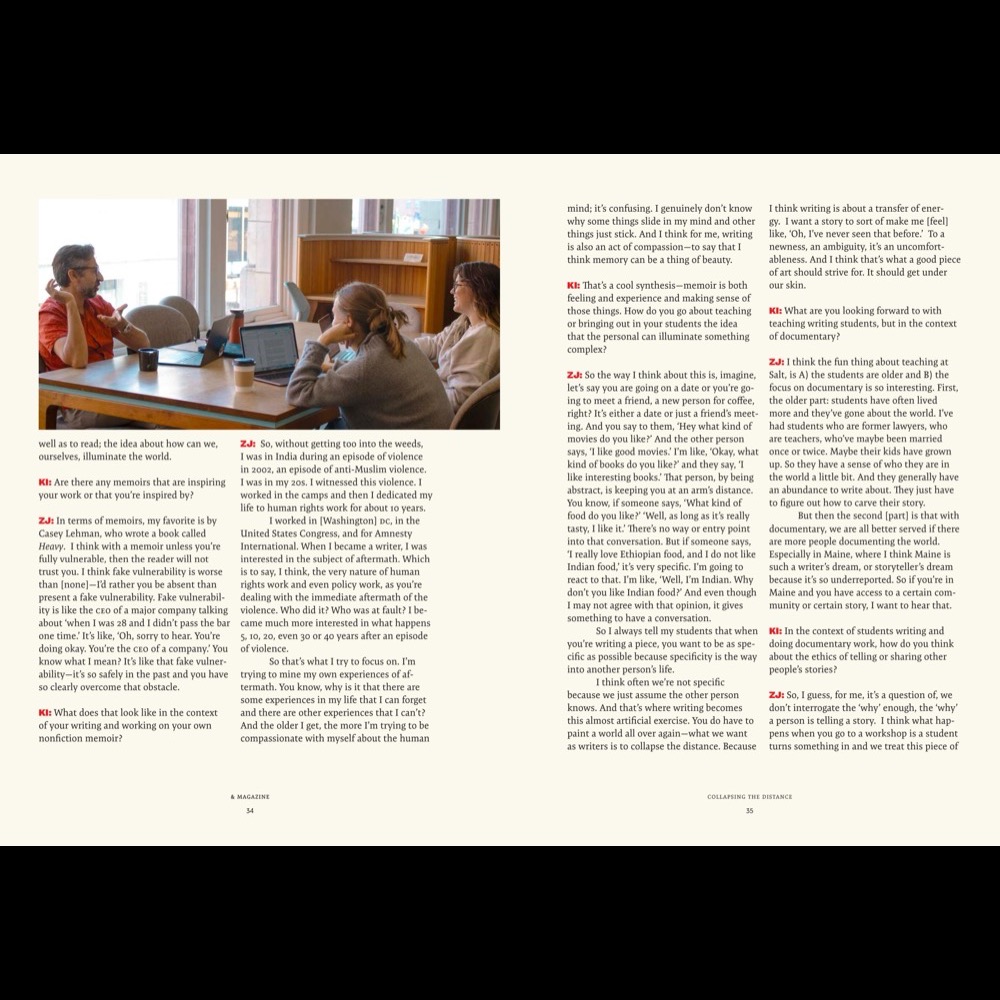 well as to read; the idea about how can we,
ourselves, illuminate the world.
KI: Are there any memoirs that are inspiring
your work or that you're inspired by?
ZJ: In terms of memoirs, my favorite is by
Casey Lehman, who wrote a book called
Heavy. I think with a memoir unless you're
fully vulnerable, then the reader will not
trust you. I think fake vulnerability is worse
than [none]—I'd rather you be absent than
present a fake vulnerability. Fake vulnerabil-
ity is like the CEO of a major company talking
about 'when I was 28 and I didn't pass the bar
one time.' It's like, 'Oh, sorry to hear. You're
doing okay. You're the CEO of a company.' You
know what I mean? It's like that fake vulner-
ability—it's so safely in the past and you have
so clearly overcome that obstacle.
KI: What does that look like in the context
of your writing and working on your own
nonfiction memoir?
ZJ: So, without getting too into the weeds,
I was in India during an episode of violence
in 2002, an episode of anti-Muslim violence.
I was in my 20s. I witnessed this violence. I
worked in the camps and then I dedicated my
life to human rights work for about 10 years.
I worked in [Washington] DC, in the
United States Congress, and for Amnesty
International. When I became a writer, I was
interested in the subject of aftermath. Which
is to say, I think, the very nature of human
rights work and even policy work, as you're
dealing with the immediate aftermath of the
violence. Who did it? Who was at fault? I be-
came much more interested in what happens
5, 10, 20, even 30 or 40 years after an episode
of violence.
So that's what I try to focus on. I'm
trying to mine my own experiences of af-
termath. You know, why is it that there are
some experiences in my life that I can forget
and there are other experiences that I can't?
And the older I get, the more I'm trying to be
compassionate with myself about the human
& MAGAZINE
34
mind; it's confusing. I genuinely don't know
why some things slide in my mind and other
things just stick. And I think for me, writing
is also an act of compassion—to say that I
think memory can be a thing of beauty.
KI: That's a cool synthesis—memoir is both
feeling and experience and making sense of
those things. How do you go about teaching
or bringing out in your students the idea
that the personal can illuminate something
complex?
ZJ: So the way I think about this is, imagine,
let's say you are going on a date or you're go-
ing to meet a friend, a new person for coffee,
right? It's either a date or just a friend's meet-
ing. And you say to them, 'Hey what kind of
movies do you like?' And the other person
says, 'I like good movies.' I'm like, 'Okay, what
kind of books do you like?' and they say, 'I
like interesting books.' That person, by being
abstract, is keeping you at an arm's distance.
You know, if someone says, 'What kind of
food do you like?' 'Well, as long as it's really
tasty, I like it.' There's no way or entry point
into that conversation. But if someone says,
'I really love Ethiopian food, and I do not like
Indian food,' it's very specific. I'm going to
react to that. I'm like, 'Well, I'm Indian. Why
don't you like Indian food?' And even though
I may not agree with that opinion, it gives
something to have a conversation.
So I always tell my students that when
you're writing a piece, you want to be as spe-
cific as possible because specificity is the way
into another person's life.
I think often we're not specific
because we just assume the other person
knows. And that's where writing becomes
this almost artificial exercise. You do have to
paint a world all over again—what we want
as writers is to collapse the distance. Because
I think writing is about a transfer of ener-
gy. I want a story to sort of make me [feel]
like, 'Oh, I've never seen that before.' To a
newness, an ambiguity, it's an uncomfort-
ableness. And I think that's what a good piece
of art should strive for. It should get under
our skin.
KI: What are you looking forward to with
teaching writing students, but in the context
of documentary?
ZJ: I think the fun thing about teaching at
Salt, is A) the students are older and B) the
focus on documentary is so interesting. First,
the older part: students have often lived
more and they've gone about the world. I've
had students who are former lawyers, who
are teachers, who've maybe been married
once or twice. Maybe their kids have grown
up. So they have a sense of who they are in
the world a little bit. And they generally have
an abundance to write about. They just have
to figure out how to carve their story.
But then the second [part] is that with
documentary, we are all better served if there
are more people documenting the world.
Especially in Maine, where I think Maine is
such a writer's dream, or storyteller's dream
because it's so underreported. So if you're in
Maine and you have access to a certain com-
munity or certain story, I want to hear that.
KI: In the context of students writing and
doing documentary work, how do you think
about the ethics of telling or sharing other
people's stories?
ZJ: So, I guess, for me, it's a question of, we
don't interrogate the 'why' enough, the 'why'
a person is telling a story. I think what hap-
pens when you go to a workshop is a student
turns something in and we treat this piece of
COLLAPSING THE DISTANCE
35